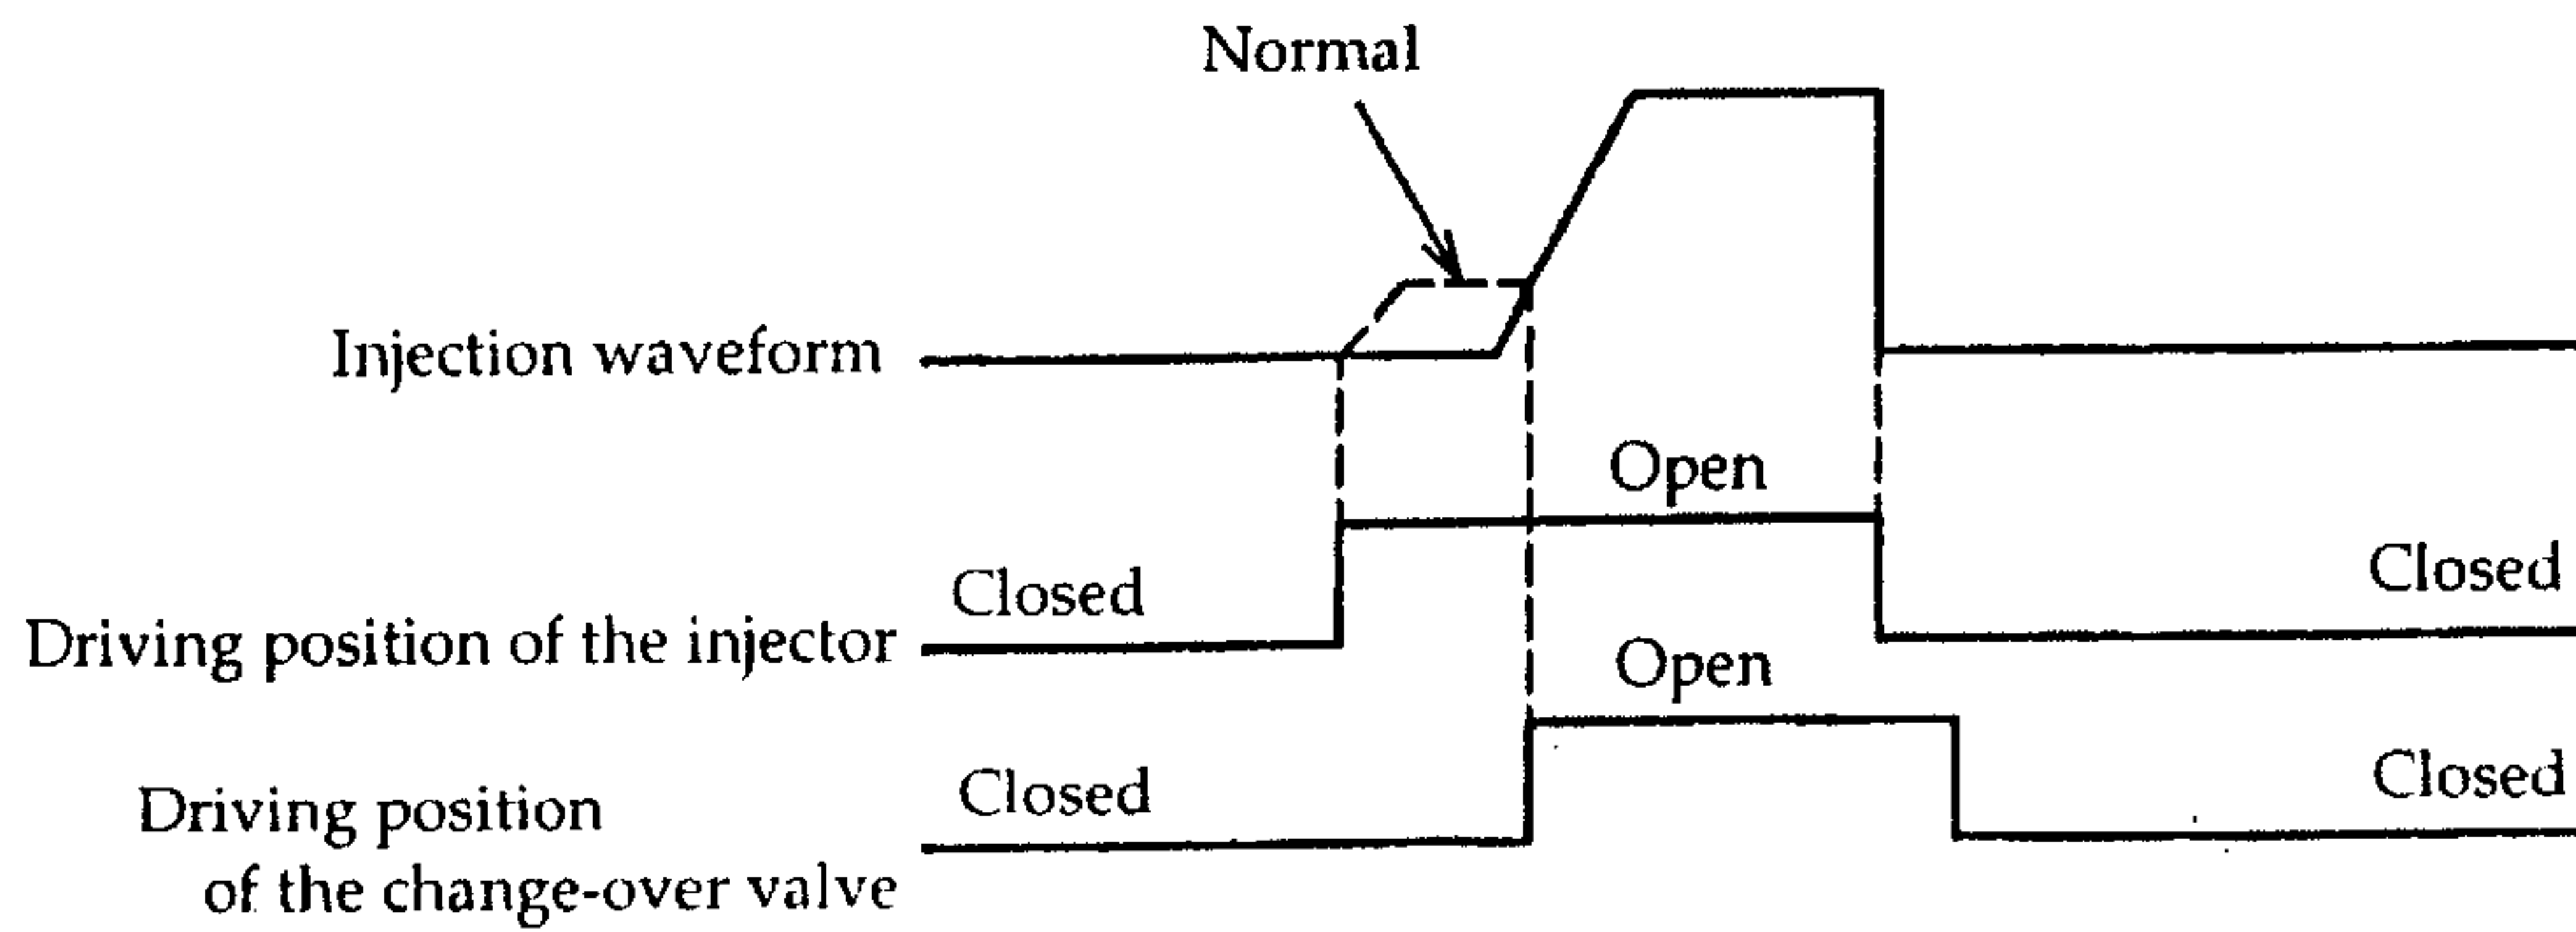 Normal
Injection waveform
Open
Closed
Closed
Driving position of the injector
Open
Closed
Closed
Driving position
of the change-over valve